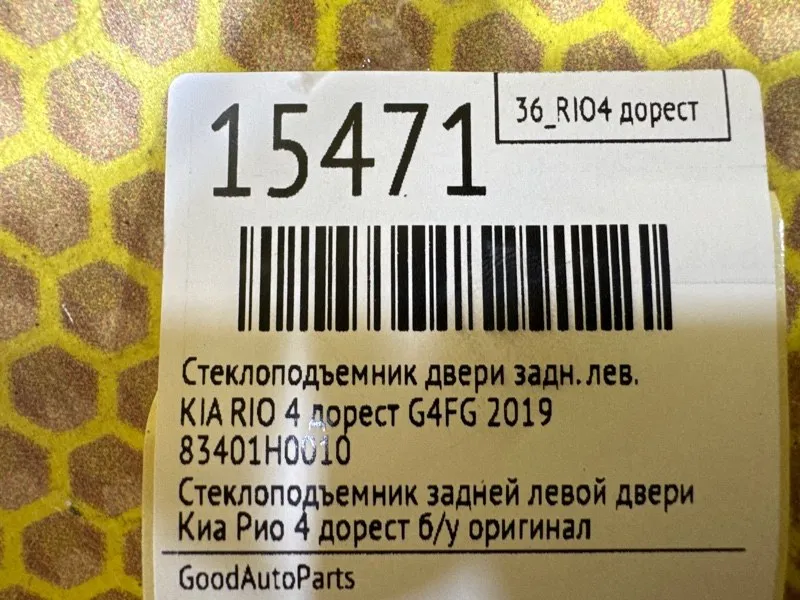 36_RIO4 дорест
15471
Стеклоподъемник двери задн. лев.
KIA RIO 4 дорест G4FG 2019
83401H0010
Стеклоподъемник задней левой двери
Киа Рио 4 дорест б/у оригинал
GoodAutoParts